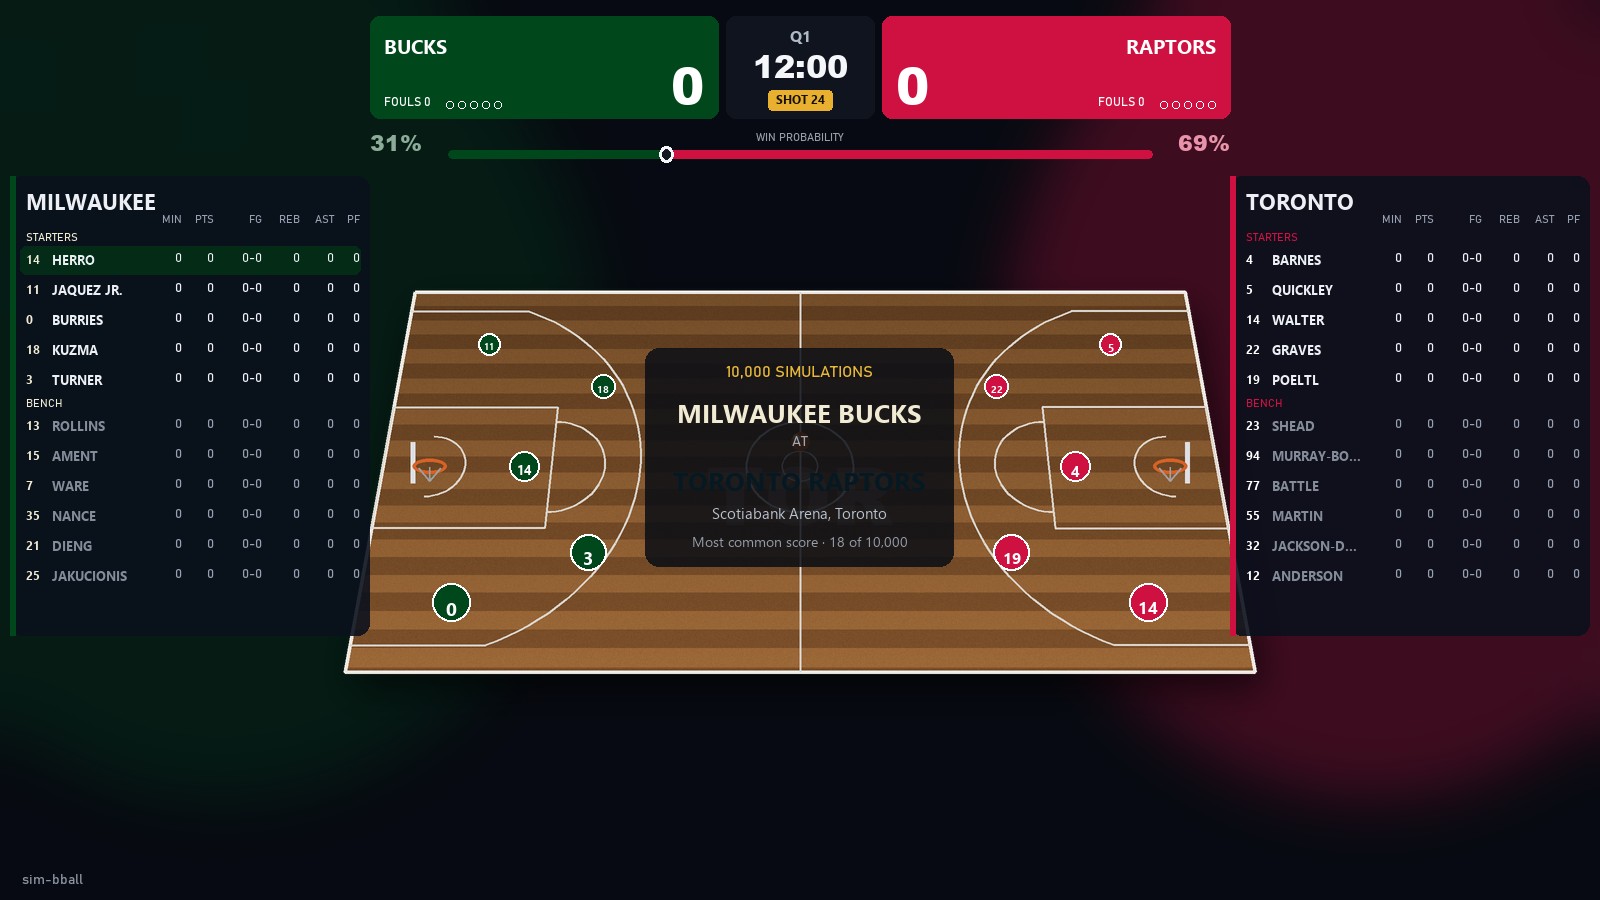 BUCKS
FOULS 0
0
Q1
12:00
SHOT 24
RAPTORS
0
FOULS 0
31%
WIN PROBABILITY
69%
MILWAUKEE
MIN PTS FG REB AST PF
STARTERS
14 HERRO 0 0 0-0 0 0 0
11 JAQUEZ JR. 0 0 0-0 0 0 0
0 BURRIES 0 0 0-0 0 0 0
18 KUZMA 0 0 0-0 0 0 0
3 TURNER 0 0 0-0 0 0 0
BENCH
13 ROLLINS 0 0 0-0 0 0 0
15 AMENT 0 0 0-0 0 0 0
7 WARE 0 0 0-0 0 0 0
35 NANCE 0 0 0-0 0 0 0
21 DIENG 0 0 0-0 0 0 0
25 JAKUCIONIS 0 0 0-0 0 0 0
11
18
14
3
0
10,000 SIMULATIONS
MILWAUKEE BUCKS
AT
TORONTO RAPTORS
Scotiabank Arena, Toronto
Most common score · 18 of 10,000
5
22
4
19
14
TORONTO
MIN PTS FG REB AST PF
STARTERS
4 BARNES 0 0 0-0 0 0 0
5 QUICKLEY 0 0 0-0 0 0 0
14 WALTER 0 0 0-0 0 0 0
22 GRAVES 0 0 0-0 0 0 0
19 POELTL 0 0 0-0 0 0 0
BENCH
23 SHEAD 0 0 0-0 0 0 0
94 MURRAY-BO... 0 0 0-0 0 0 0
77 BATTLE 0 0 0-0 0 0 0
55 MARTIN 0 0 0-0 0 0 0
32 JACKSON-D... 0 0 0-0 0 0 0
12 ANDERSON 0 0 0-0 0 0 0
sim-bball